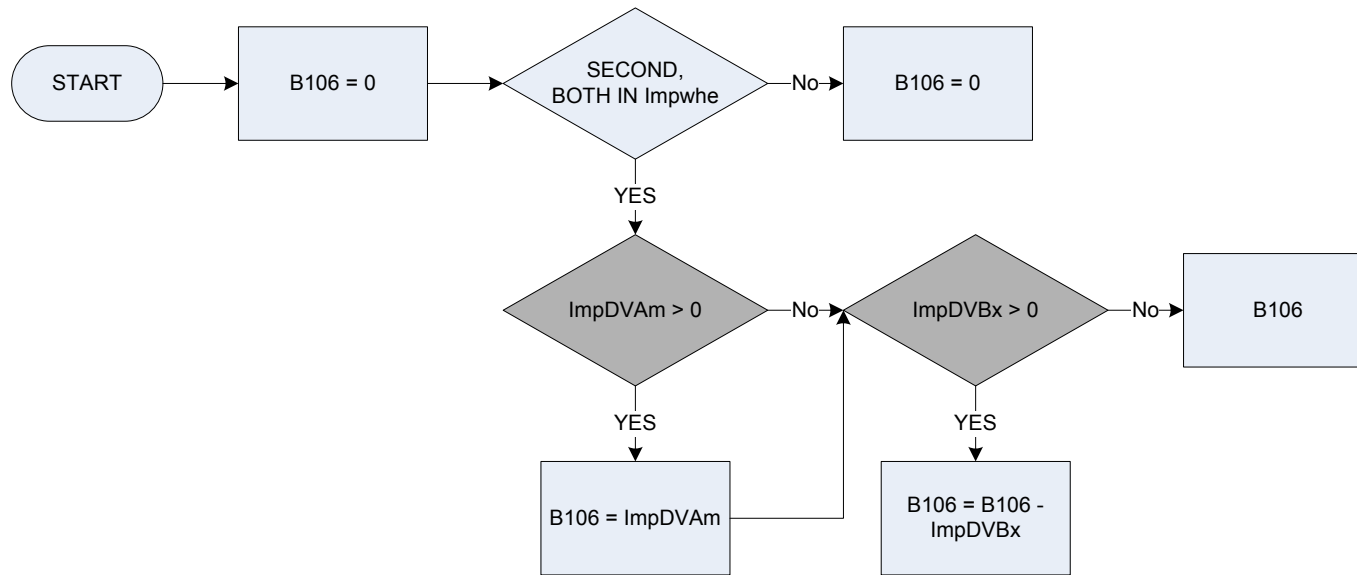 START
B106 = 0
SECOND,
BOTH IN Impwhe
No
B106 = 0
YES
ImpDVAm > 0
No
ImpDVBx > 0
No
B106
YES
YES
B106 = ImpDVAm
B106 = B106 -
ImpDVBx